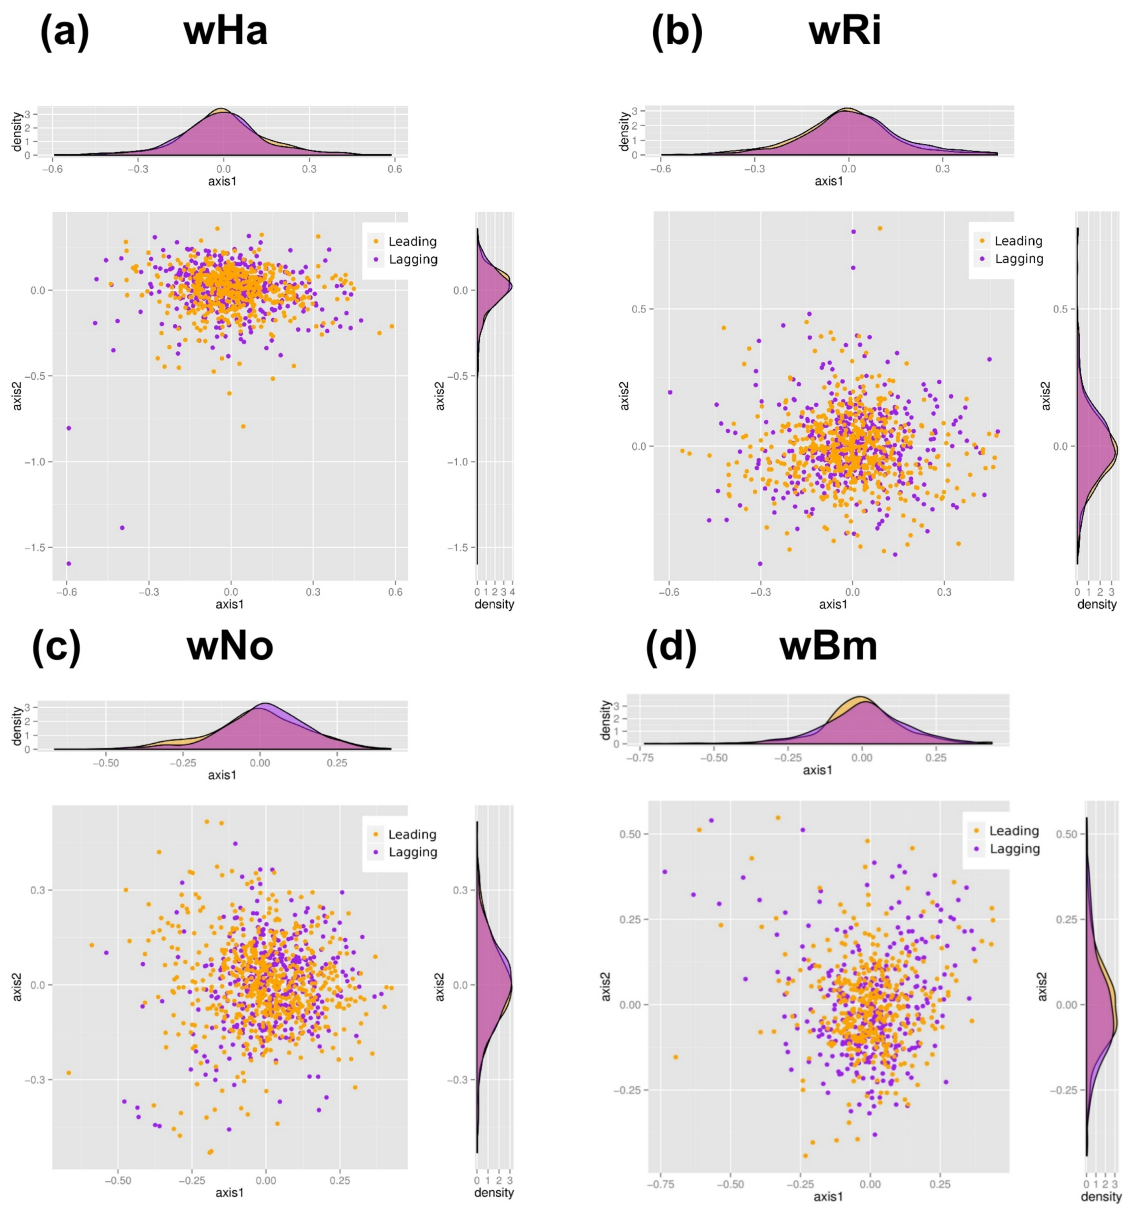 (a) wHa
density
3
2
1
0
−0.6 −0.3 0.0 0.3 0.6
axis1
Leading
Lagging
axis2
0.0
−0.5
−1.0
−1.5
−0.6 −0.3 0.0 0.3 0.6
axis1
axis2
0.0
−0.5
−1.0
−1.5
0 1 2 3 4
density
(b) wRi
density
3
2
1
0
−0.6 −0.3 0.0 0.3
axis1
Leading
Lagging
axis2
0.5
0.0
−0.6 −0.3 0.0 0.3
axis1
axis2
0.5
0.0
0 1 2 3
density
(c) wNo
density
3
2
1
0
−0.50 −0.25 0.00 0.25
axis1
Leading
Lagging
axis2
0.3
0.0
−0.3
−0.50 −0.25 0.00 0.25
axis1
axis2
0.3
0.0
−0.3
0 1 2 3
density
(d) wBm
density
3
2
1
0
−0.75 −0.50 −0.25 0.00 0.25
axis1
Leading
Lagging
axis2
0.50
0.25
0.00
−0.25
−0.75 −0.50 −0.25 0.00 0.25
axis1
axis2
0.50
0.25
0.00
−0.25
0 1 2 3
density